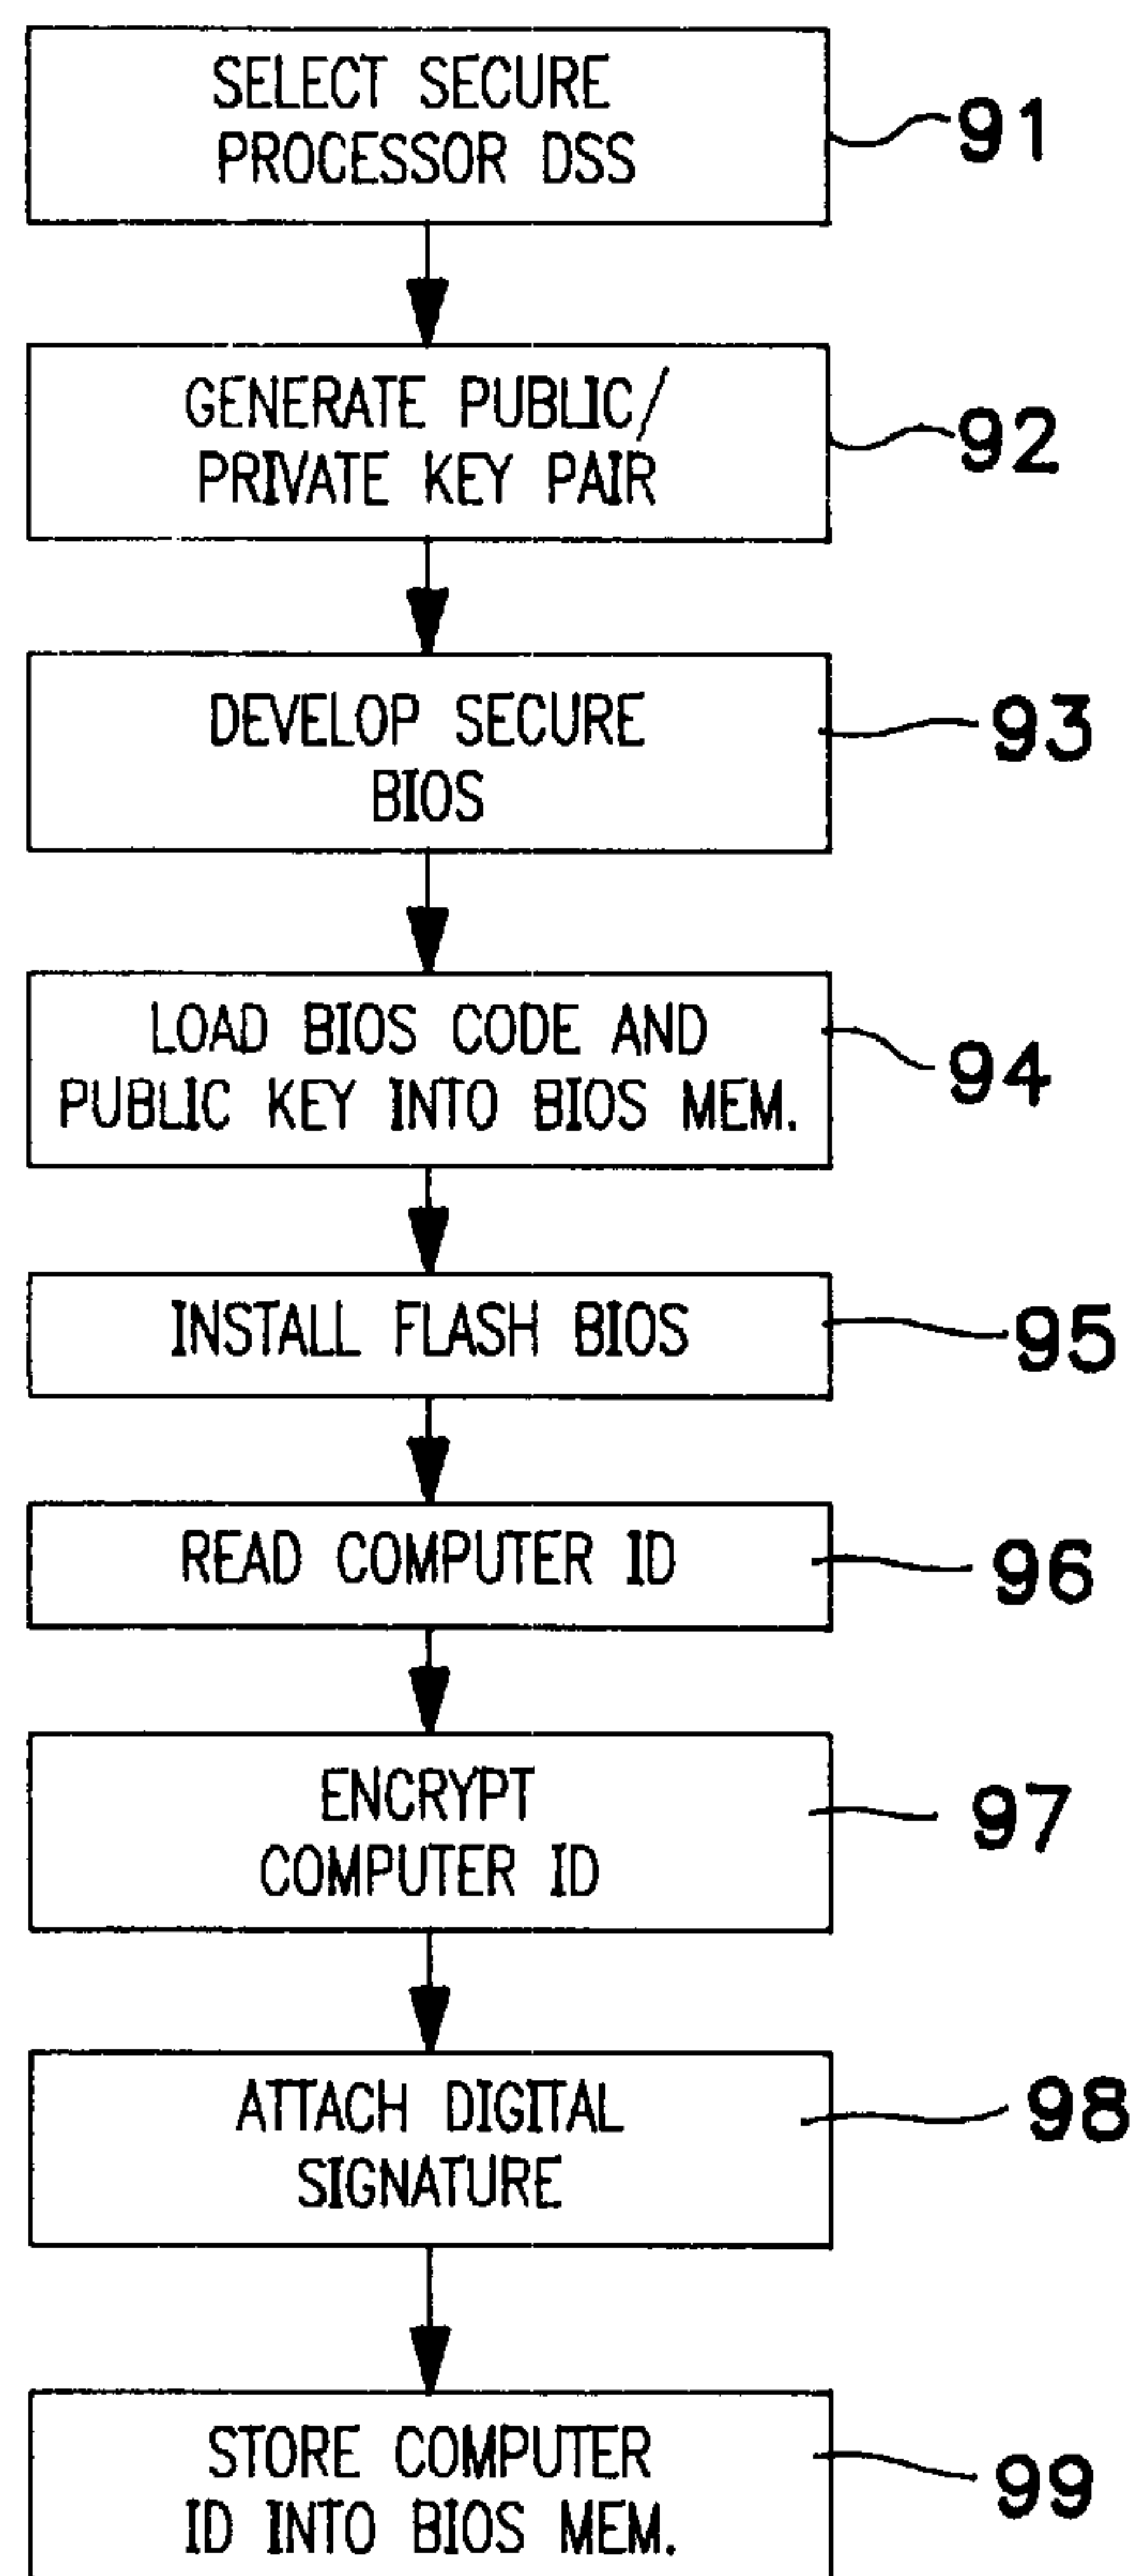 SELECT SECURE
PROCESSOR DSS
91
GENERATE PUBLIC/
PRIVATE KEY PAIR
92
DEVELOP SECURE
BIOS
93
LOAD BIOS CODE AND
PUBLIC KEY INTO BIOS MEM.
94
INSTALL FLASH BIOS
95
READ COMPUTER ID
96
ENCRYPT
COMPUTER ID
97
ATTACH DIGITAL
SIGNATURE
98
STORE COMPUTER
ID INTO BIOS MEM.
99